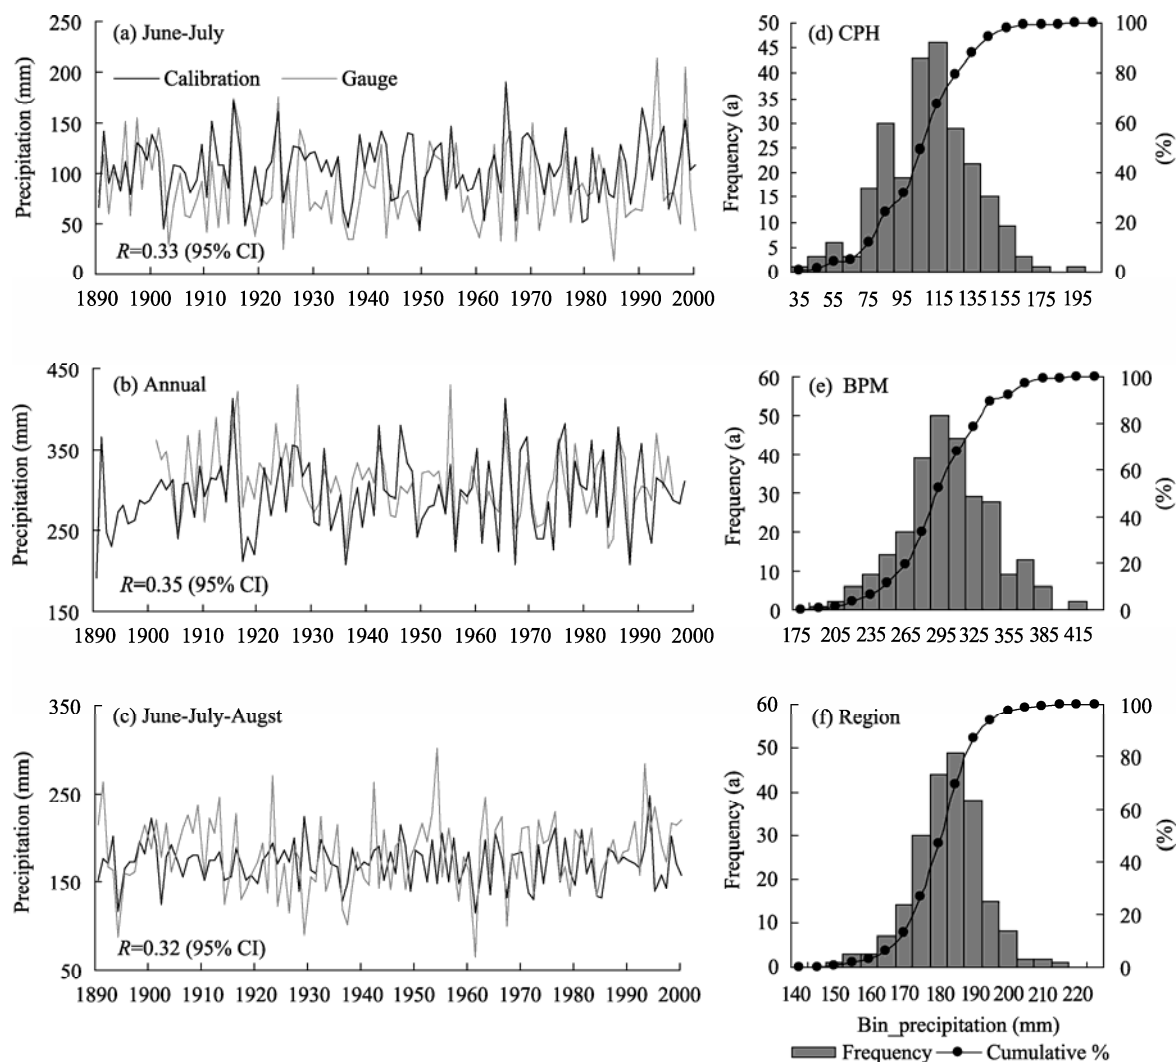 (a) June-July
Calibration
Gauge
Precipitation (mm)
250
200
150
100
50
0
R=0.33 (95% CI)
1890 1900 1910 1920 1930 1940 1950 1960 1970 1980 1990 2000
(d) CPH
Frequency (a)
50
45
40
35
30
25
20
15
10
5
0
100
80
60
40
20
0
(%)
35 55 75 95 115 135 155 175 195
(b) Annual
Precipitation (mm)
450
350
250
150
R=0.35 (95% CI)
1890 1900 1910 1920 1930 1940 1950 1960 1970 1980 1990 2000
(e) BPM
Frequency (a)
60
50
40
30
20
10
0
100
80
60
40
20
0
(%)
175 205 235 265 295 325 355 385 415
(c) June-July-Augst
Precipitation (mm)
350
250
150
50
R=0.32 (95% CI)
1890 1900 1910 1920 1930 1940 1950 1960 1970 1980 1990 2000
(f) Region
Frequency (a)
60
50
40
30
20
10
0
100
80
60
40
20
0
(%)
140 150 160 170 180 190 200 210 220
Bin_precipitation (mm)
Frequency
Cumulative %